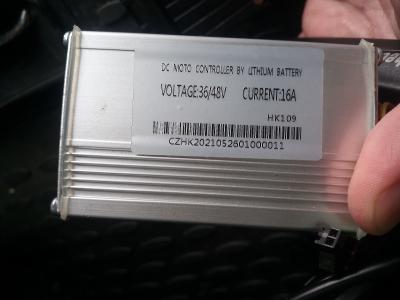 DC MOTO CONTROLLER BY LITHIUM BATTERY
VOLTAGE:36/48V CURRENT:16A
HK109
CZHK2021052601000011